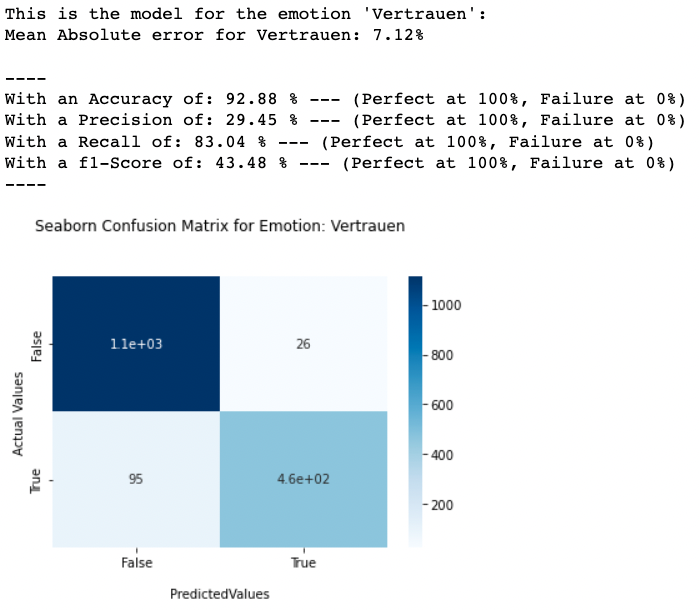 This is the model for the emotion 'Vertrauen':
Mean Absolute error for Vertrauen: 7.12%
----
With an Accuracy of: 92.88 % --- (Perfect at 100%, Failure at 0%)
With a Precision of: 29.45 % --- (Perfect at 100%, Failure at 0%)
With a Recall of: 83.04 % --- (Perfect at 100%, Failure at 0%)
With a f1-Score of: 43.48 % --- (Perfect at 100%, Failure at 0%)
----
Seaborn Confusion Matrix for Emotion: Vertrauen
Actual Values
False
1.1e+03
26
True
95
4.6e+02
False
True
PredictedValues
1000
800
600
400
200